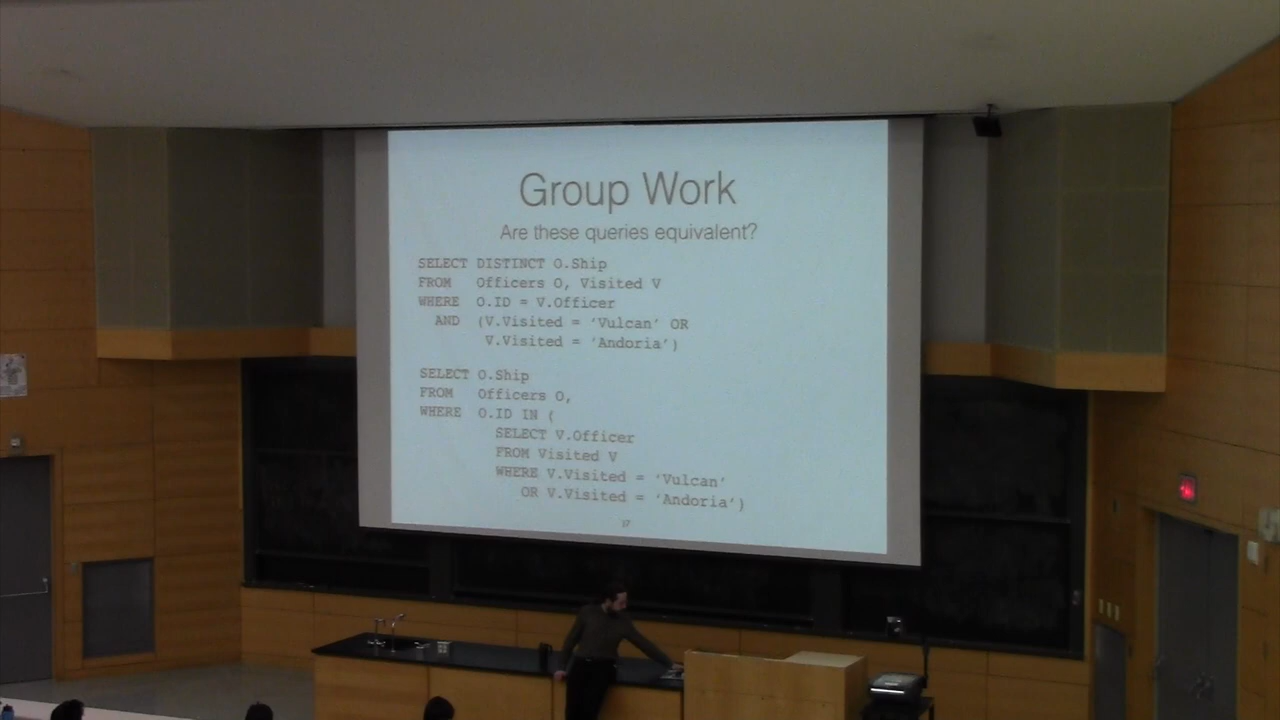 Group Work
Are these queries equivalent?
SELECT DISTINCT O.Ship
FROM Officers O, Visited V
WHERE O.ID = V.Officer
AND (V.Visited = ‘Vulcan’ OR
V.Visited = ‘Andoria’)
SELECT O.Ship
FROM Officers O,
WHERE O.ID IN (
SELECT V.Officer
FROM Visited V
WHERE V.Visited = ‘Vulcan’
OR V.Visited = ‘Andoria’)
17